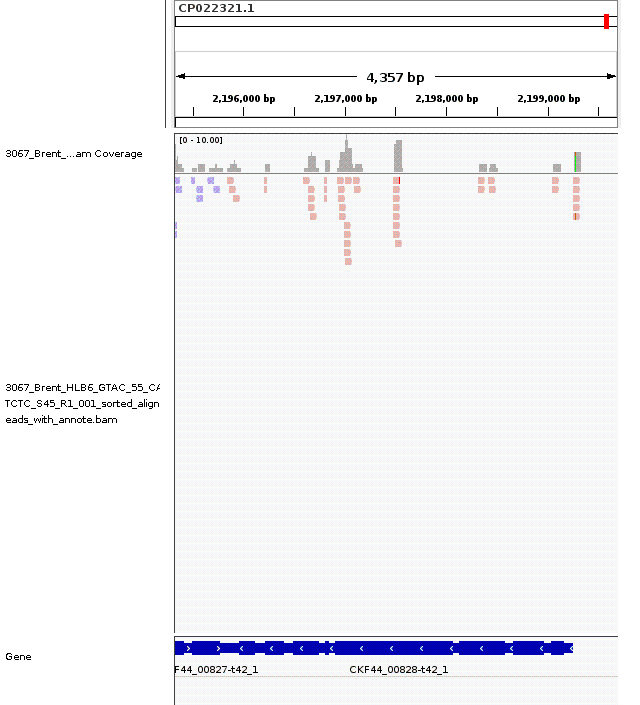 CP022321.1
4,357 bp
2,196,000 bp 2,197,000 bp 2,198,000 bp 2,199,000 bp
[0 - 10.00]
3067_Brent_...am Coverage
3067_Brent_HLB6_GTAC_55_CA
TCTC_S45_R1_001_sorted_align
eads_with_annote.bam
Gene
F44_00827-t42_1 CKF44_00828-t42_1